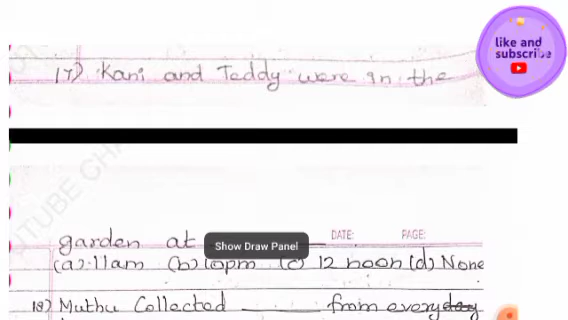 like and
subscribe
17) Kani and Teddy were in the
DATE: PAGE:
garden at
Show Draw Panel
(a) 11am (b) 10pm (c) 12 noon (d) None
18) Muthu Collected ______ from everyday